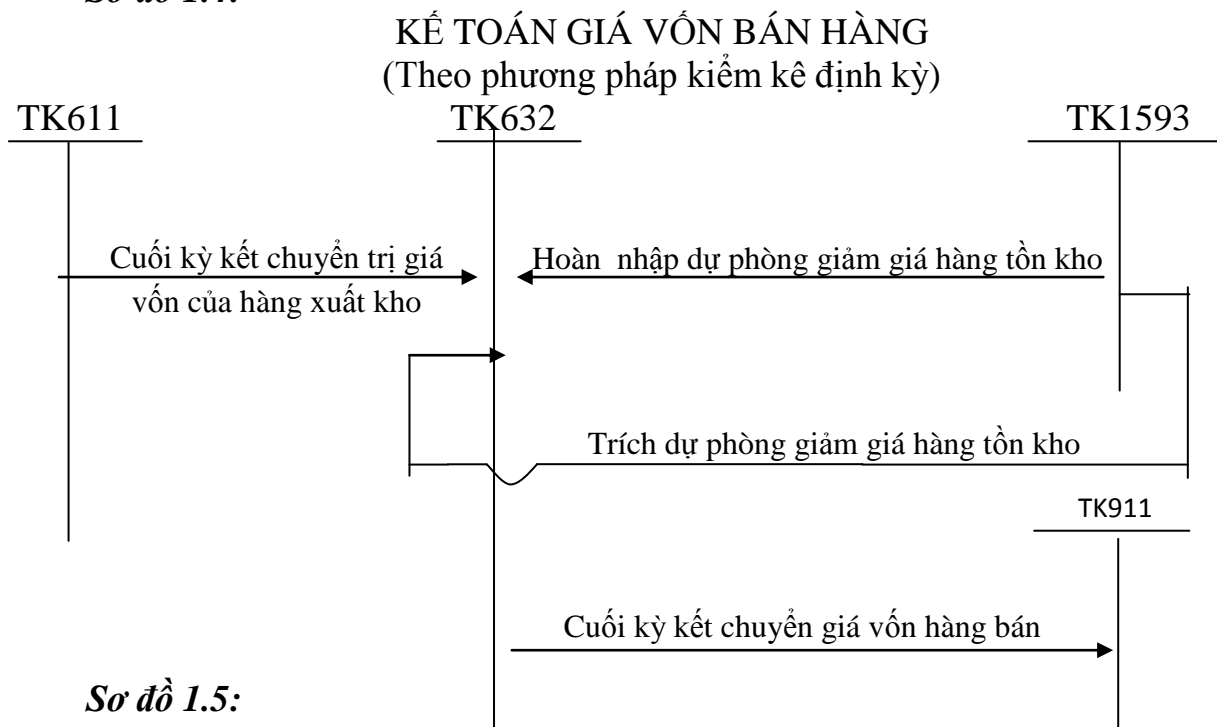 Sơ đồ 1.4:
KẾ TOÁN GIÁ VỐN BÁN HÀNG
(Theo phương pháp kiểm kê định kỳ)
TK611 TK632 TK1593
Cuối kỳ kết chuyển trị giá
vốn của hàng xuất kho
Hoàn nhập dự phòng giảm giá hàng tồn kho
Trích dự phòng giảm giá hàng tồn kho
TK911
Cuối kỳ kết chuyển giá vốn hàng bán
Sơ đồ 1.5: